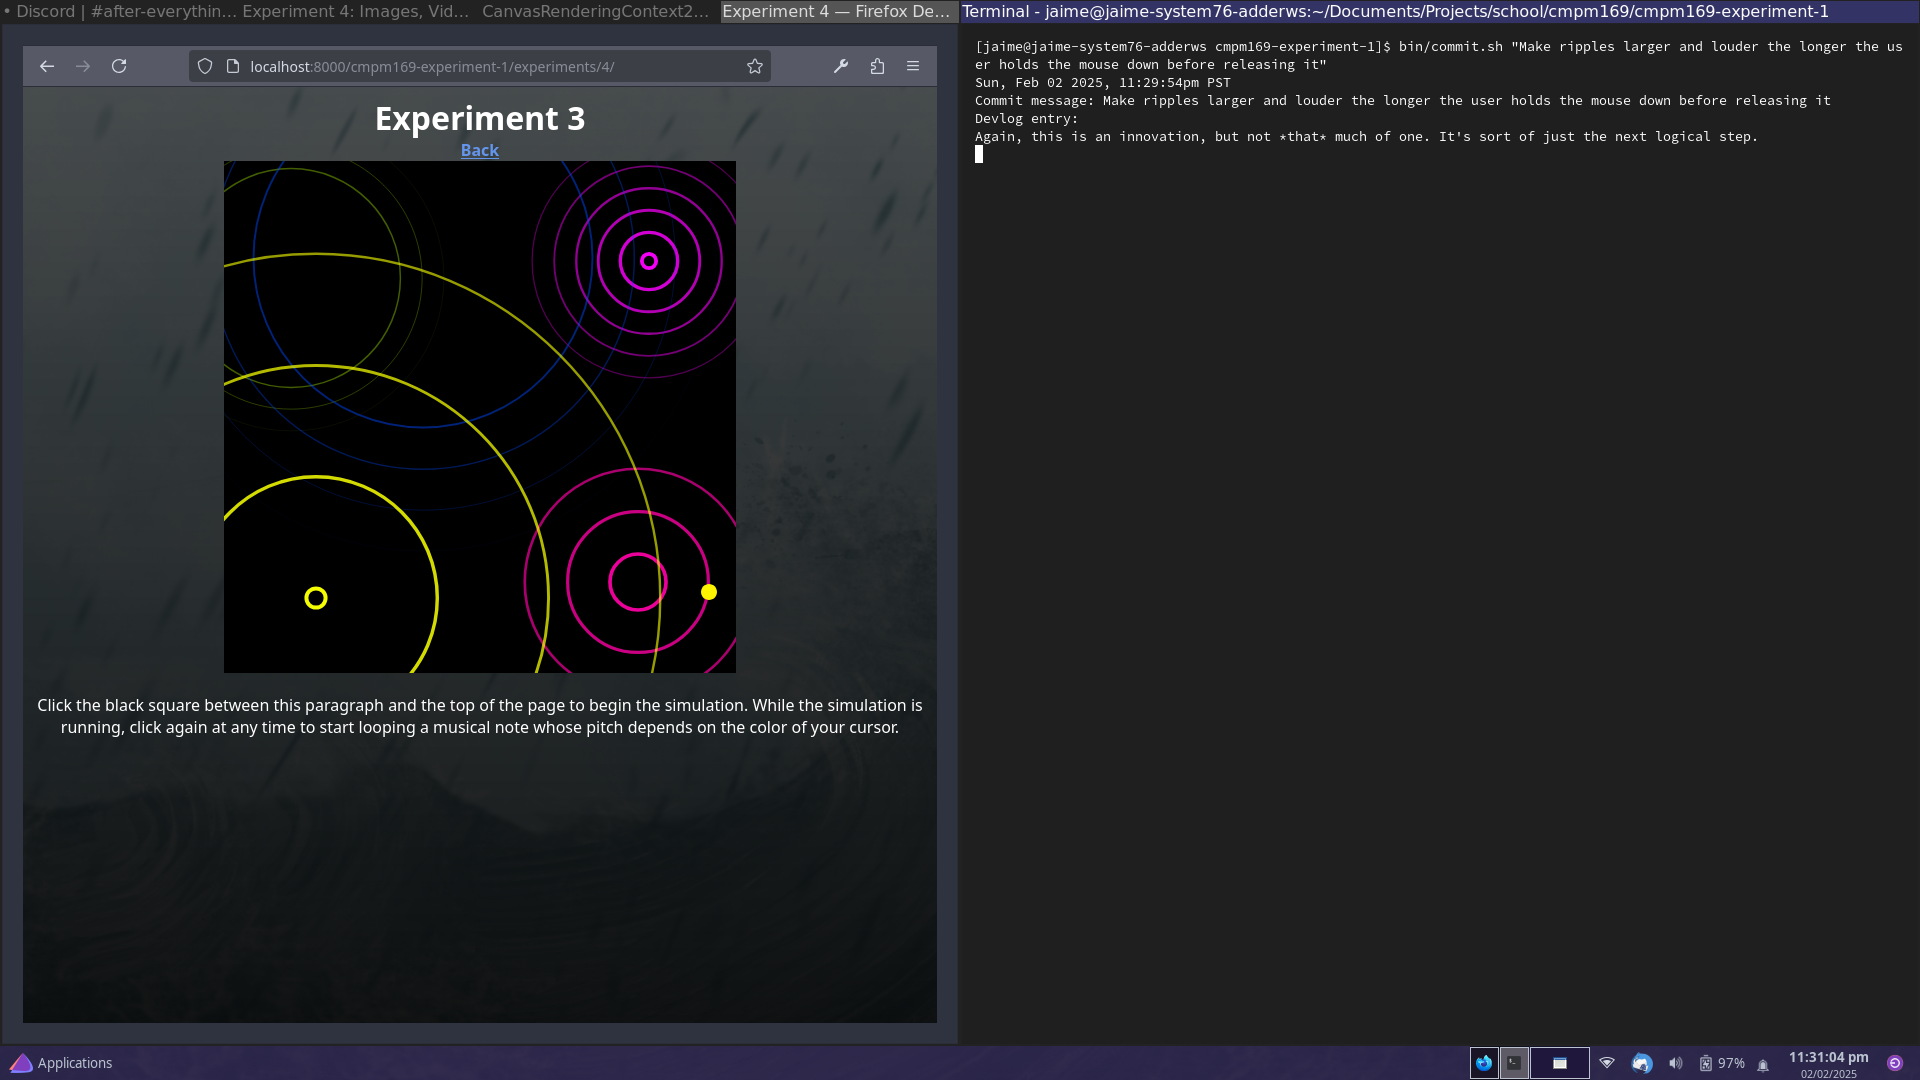 • Discord | #after-everythin... Experiment 4: Images, Vid... CanvasRenderingContext2... Experiment 4 — Firefox De...
Terminal - jaime@jaime-system76-adderws:~/Documents/Projects/school/cmpm169/cmpm169-experiment-1
localhost:8000/cmpm169-experiment-1/experiments/4/
Experiment 3
Back
Click the black square between this paragraph and the top of the page to begin the simulation. While the simulation is
running, click again at any time to start looping a musical note whose pitch depends on the color of your cursor.
[jaime@jaime-system76-adderws cmpm169-experiment-1]$ bin/commit.sh "Make ripples larger and louder the longer the us
er holds the mouse down before releasing it"
Sun, Feb 02 2025, 11:29:54pm PST
Commit message: Make ripples larger and louder the longer the user holds the mouse down before releasing it
Devlog entry:
Again, this is an innovation, but not *that* much of one. It's sort of just the next logical step.
Applications
97%
11:31:04 pm
02/02/2025